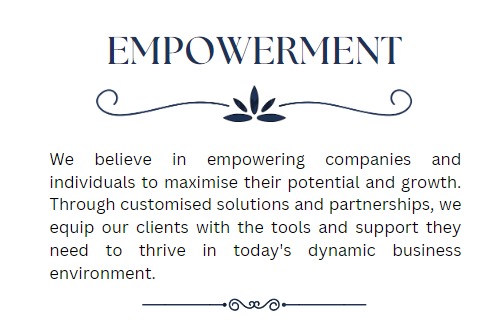 EMPOWERMENT
We believe in empowering companies and
individuals to maximise their potential and growth.
Through customised solutions and partnerships, we
equip our clients with the tools and support they
need to thrive in today's dynamic business
environment.